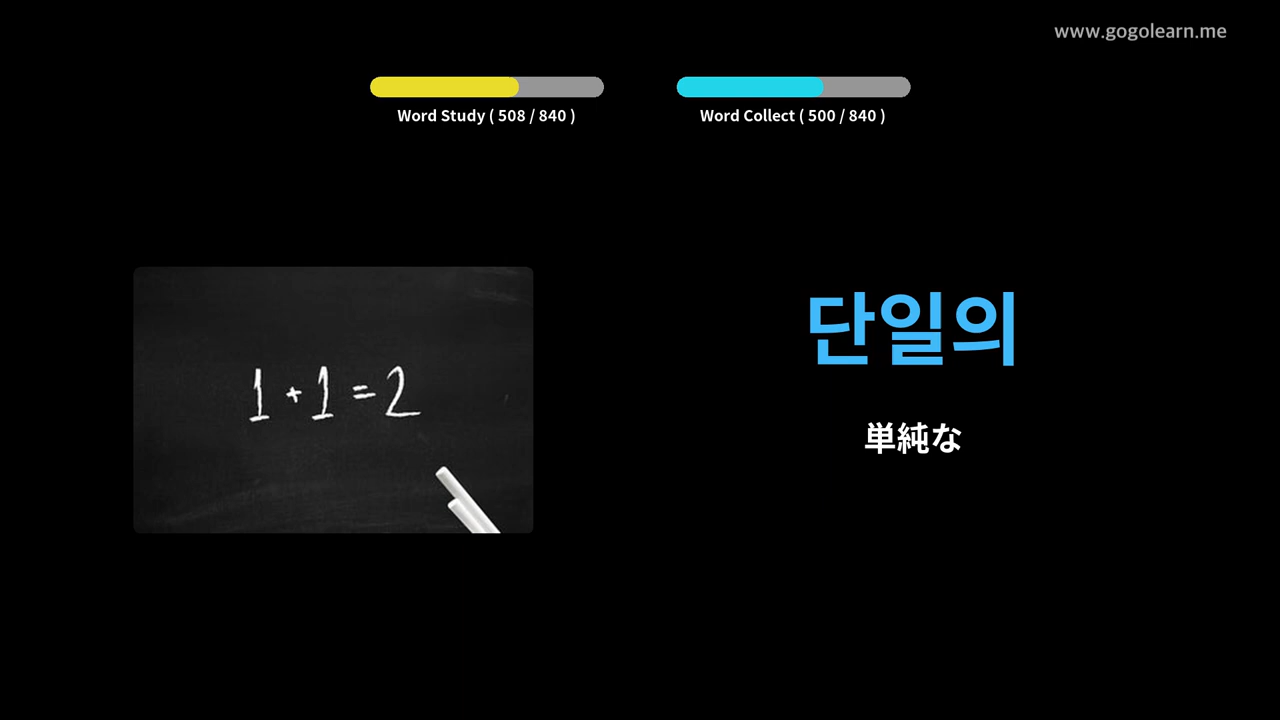 www.gogolearn.me
Word Study ( 508 / 840 )
Word Collect ( 500 / 840 )
1 + 1 = 2
단일의
単純な